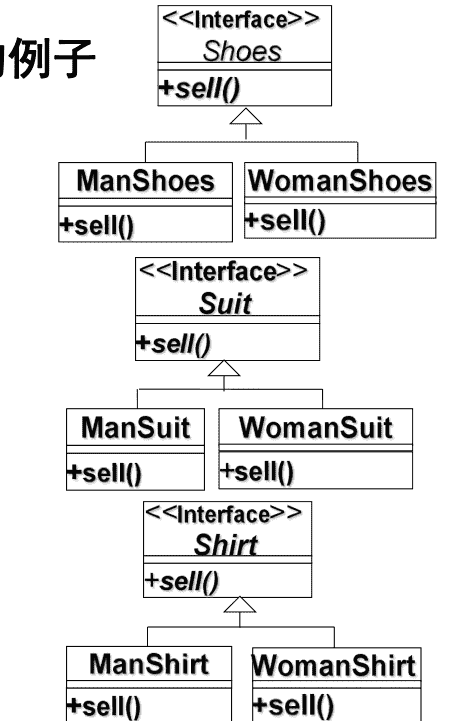 <<Interface>>
的例子
Shoes
+sell()
ManShoes
WomanShoes
+sell()
+sell()
<<Interface>>
Suit
+sell()
ManSuit
WomanSuit
+sell()
+sell()
<<Interface>>
Shirt
+sell()
ManShirt
WomanShirt
+sell()
+sell()